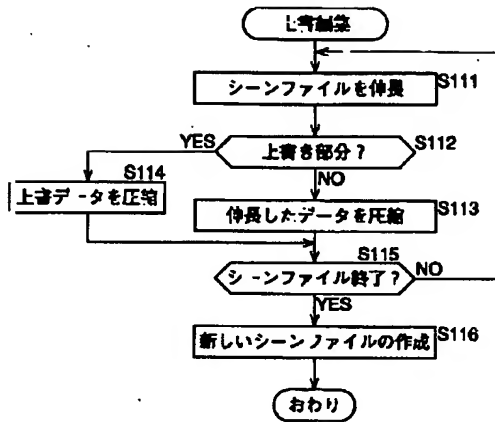 上書編集
シーンファイルを伸長
S111
YES
上書き部分?
S112
S114
NO
上書データを圧縮
伸長したデータを圧縮
S113
S115
シーンファイル終了?
NO
YES
新しいシーンファイルの作成
S116
おわり